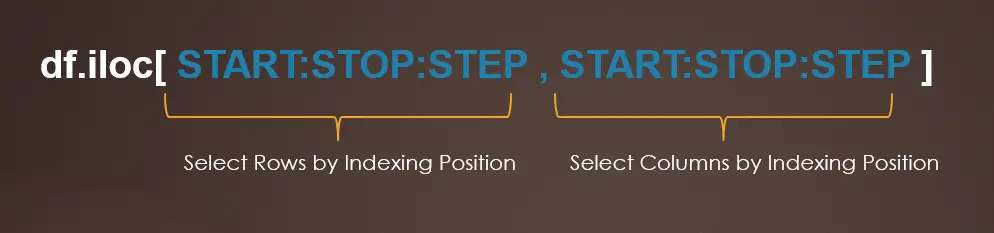 df.iloc[ START:STOP:STEP , START:STOP:STEP ]
Select Rows by Indexing Position Select Columns by Indexing Position